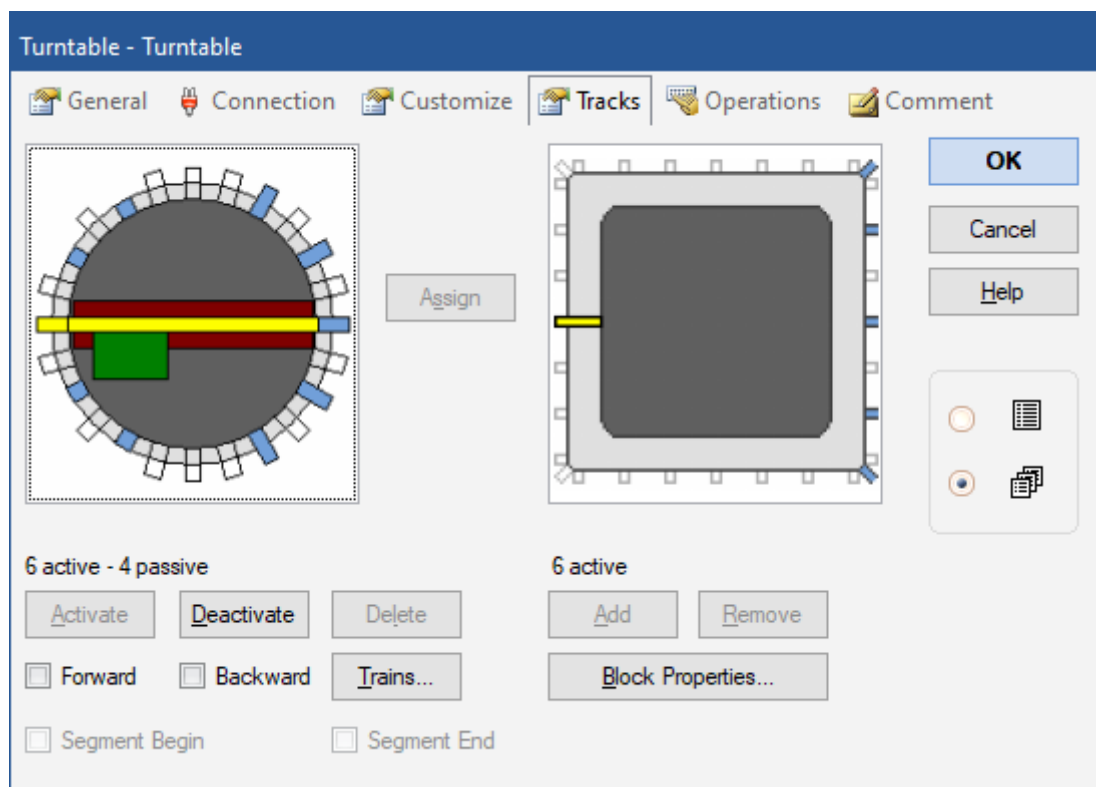 Turntable - Turntable
General Connection Customize Tracks Operations Comment
OK
Assign
Cancel
Help
6 active - 4 passive
6 active
Activate Deactivate Delete Add Remove
Forward Backward Trains... Block Properties...
Segment Begin Segment End